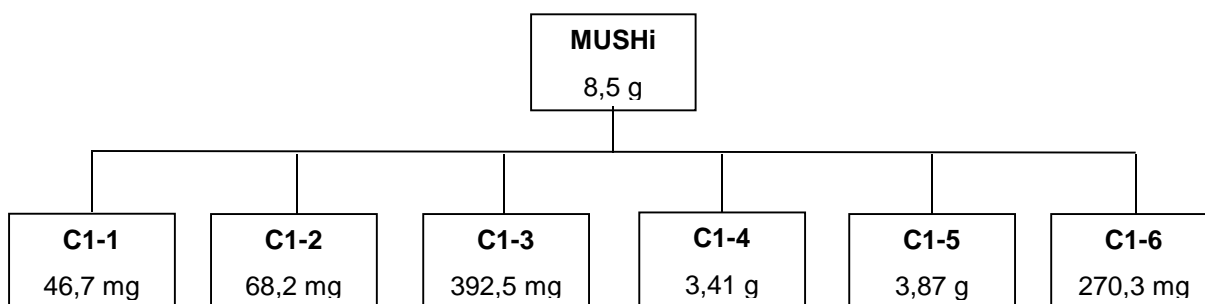 MUSHi
8,5 g
C1-1
46,7 mg
C1-2
68,2 mg
C1-3
392,5 mg
C1-4
3,41 g
C1-5
3,87 g
C1-6
270,3 mg